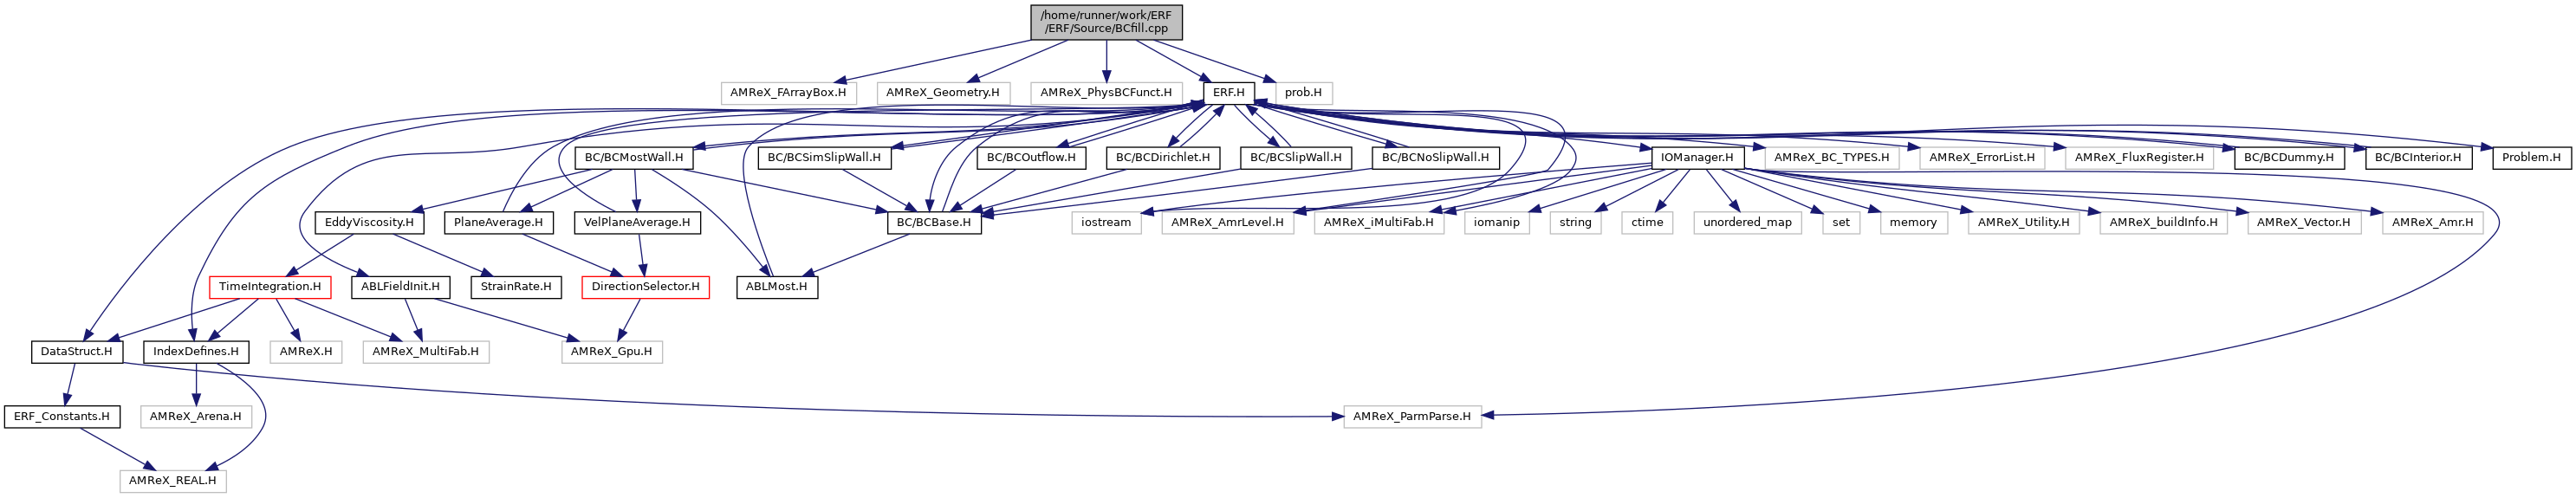 /home/runner/work/ERF
/ERF/Source/BCfill.cpp
AMReX_FArrayBox.H
AMReX_Geometry.H
AMReX_PhysBCFunct.H
ERF.H
prob.H
BC/BCMostWall.H
BC/BCSimSlipWall.H
BC/BCOutflow.H
BC/BCDirichlet.H
BC/BCSlipWall.H
BC/BCNoSlipWall.H
IOManager.H
AMReX_BC_TYPES.H
AMReX_ErrorList.H
AMReX_FluxRegister.H
BC/BCDummy.H
BC/BCInterior.H
Problem.H
EddyViscosity.H
PlaneAverage.H
VelPlaneAverage.H
BC/BCBase.H
iostream
AMReX_AmrLevel.H
AMReX_iMultiFab.H
iomanip
string
ctime
unordered_map
set
memory
AMReX_Utility.H
AMReX_buildInfo.H
AMReX_Vector.H
AMReX_Amr.H
TimeIntegration.H
ABLFieldInit.H
StrainRate.H
DirectionSelector.H
ABLMost.H
DataStruct.H
IndexDefines.H
AMReX.H
AMReX_MultiFab.H
AMReX_Gpu.H
ERF_Constants.H
AMReX_Arena.H
AMReX_ParmParse.H
AMReX_REAL.H